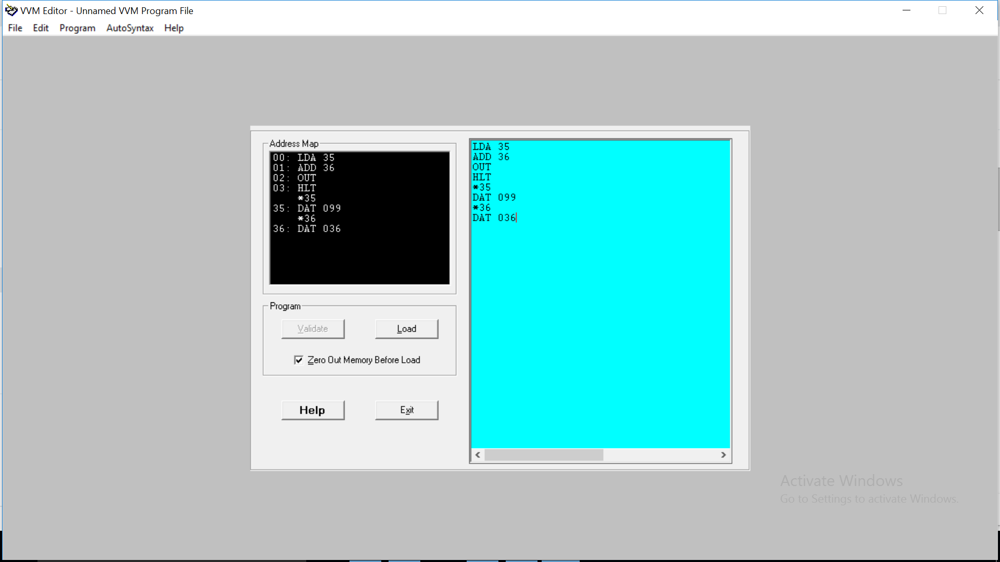 VVM Editor - Unnamed VVM Program File
File Edit Program AutoSyntax Help
Address Map
00: LDA 35
01: ADD 36
02: OUT
03: HLT
*35
35: DAT 099
*36
36: DAT 036
Program
Validate Load
Zero Out Memory Before Load
Help Exit
LDA 35
ADD 36
OUT
HLT
*35
DAT 099
*36
DAT 036
Activate Windows
Go to Settings to activate Windows.